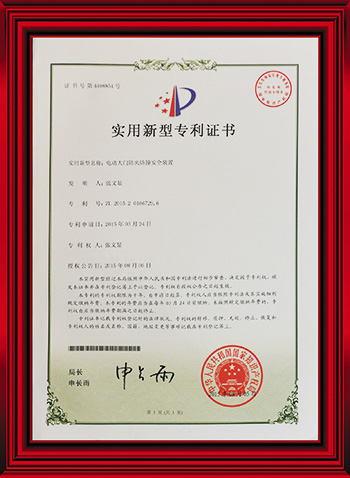 证书号第4498854号
实用新型专利证书
实用新型名称：电动大门防夹防撞安全装置
发 明 人：张文显
专 利 号：ZL 2015 2 0166729.6
专利申请日：2015年03月24日
专 利 权 人：张文显
授权公告日：2015年08月05日
本实用新型经过本局依照中华人民共和国专利法进行初步审查，决定授予专利权，颁
发本证书并在专利登记簿上予以登记。专利权自授权公告之日起生效。
本专利的专利权期限为十年，自申请日起算。专利权人应当依照专利法及其实施细则
规定缴纳年费。本专利的年费应当在每年03月24日前缴纳。未按照规定缴纳年费的，专
利权自应当缴纳年费期满之日起终止。
专利证书记载专利权登记时的法律状况。专利权的转移、质押、无效、终止、恢复和
专利权人的姓名或名称、国籍、地址变更等事项记载在专利登记簿上。
局长
申长雨
申长雨
中华人民共和国国家知识产权局
第1页(共1页)